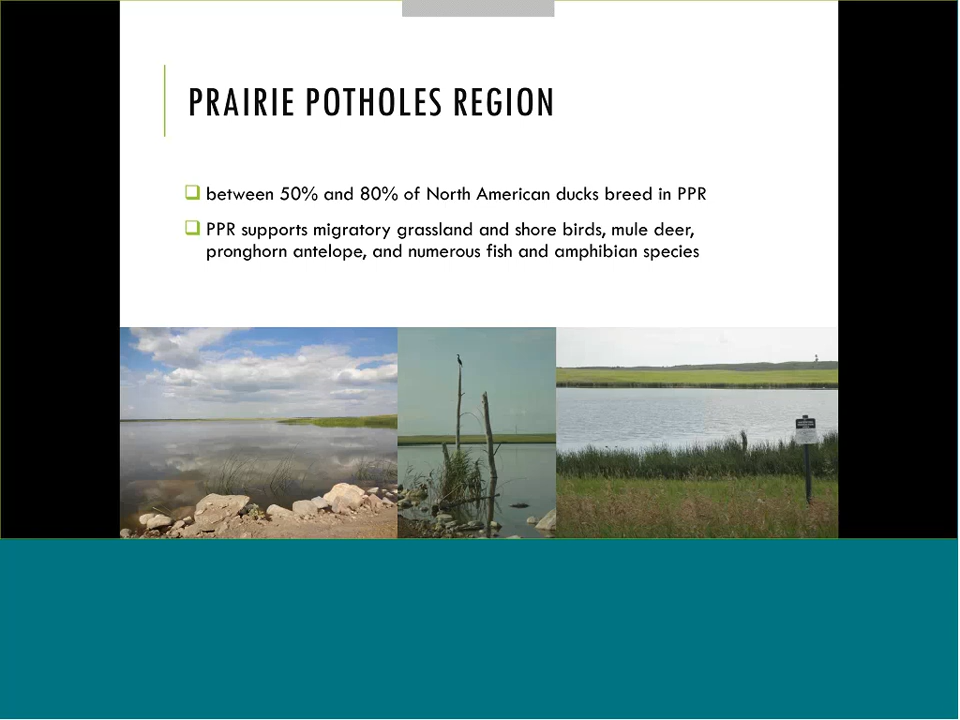 PRAIRIE POTHOLES REGION
between 50% and 80% of North American ducks breed in PPR
PPR supports migratory grassland and shore birds, mule deer,
pronghorn antelope, and numerous fish and amphibian species